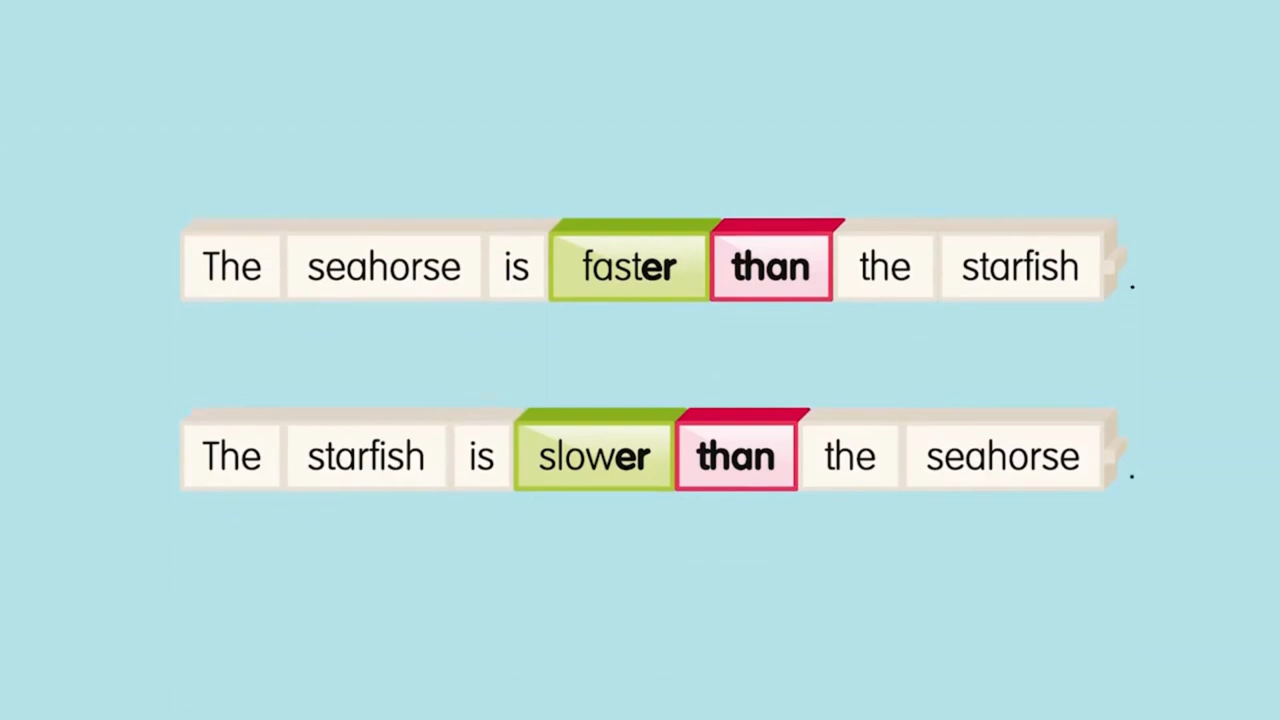 The seahorse is faster than the starfish.
The starfish is slower than the seahorse.